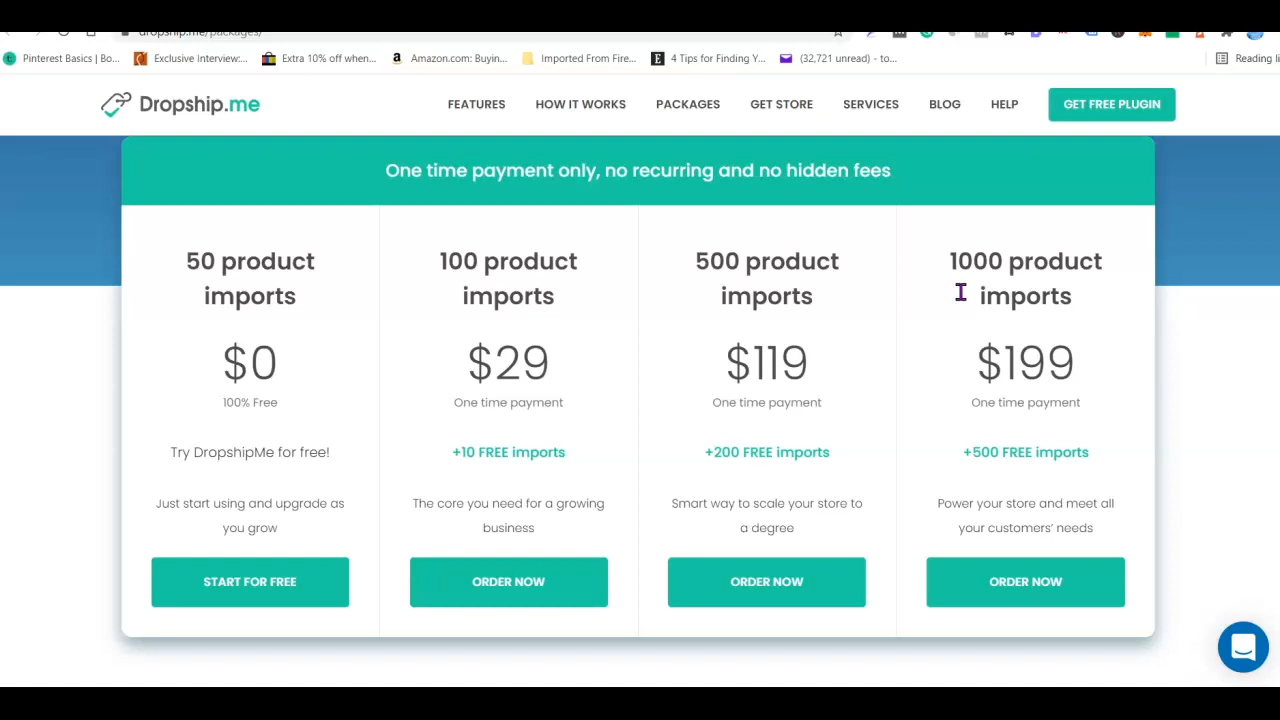 dropship.me/packages/
Pinterest Basics | Bo...
Exclusive Interview:...
Extra 10% off when...
Amazon.com: Buyin...
Imported From Fire...
4 Tips for Finding Y...
(32,721 unread) - to...
Reading li
Dropship.me
FEATURES
HOW IT WORKS
PACKAGES
GET STORE
SERVICES
BLOG
HELP
GET FREE PLUGIN
One time payment only, no recurring and no hidden fees
50 product
imports
$0
100% Free
Try DropshipMe for free!
Just start using and upgrade as
you grow
START FOR FREE
100 product
imports
$29
One time payment
+10 FREE imports
The core you need for a growing
business
ORDER NOW
500 product
imports
$119
One time payment
+200 FREE imports
Smart way to scale your store to
a degree
ORDER NOW
1000 product
imports
$199
One time payment
+500 FREE imports
Power your store and meet all
your customers' needs
ORDER NOW